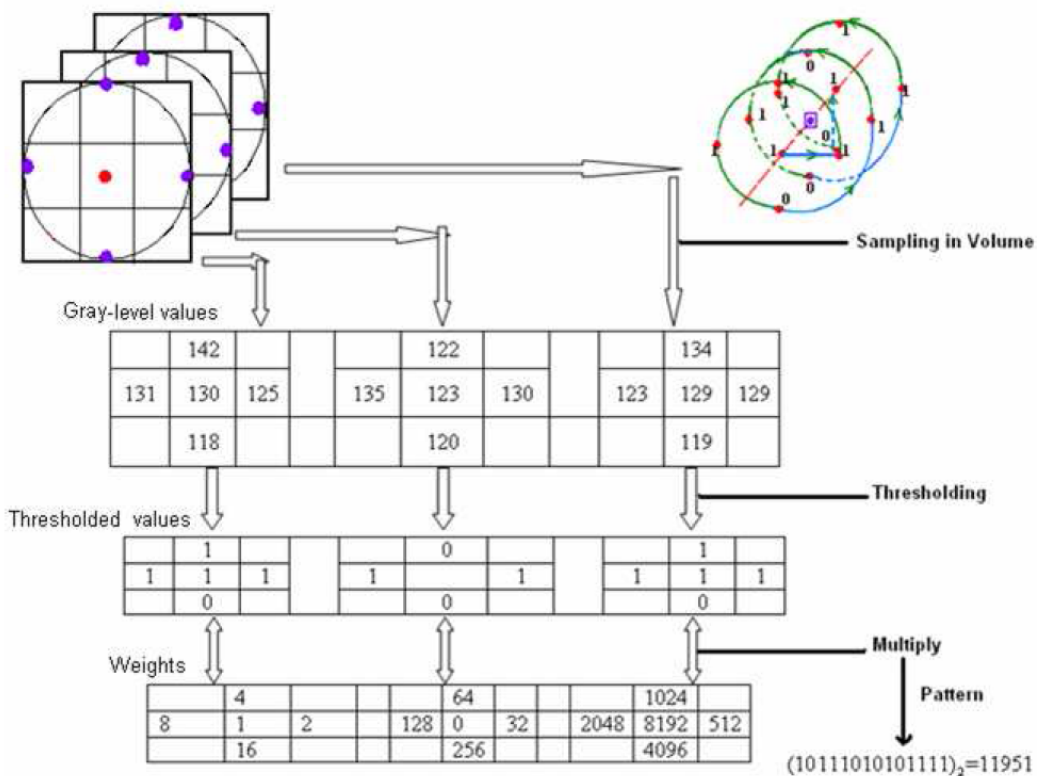 1
0
1 1
1
1
1
1
0
1 1 1
0
0
Sampling in Volume
Gray-level values
142 122 134
131 130 125 135 123 130 123 129 129
118 120 119
Thresholding
Thresholded values
1 0 1
1 1 1 1 1 1 1 1
0 0 0
Multiply
Weights
Pattern
4 64 1024
8 1 2 128 0 32 2048 8192 512
16 256 4096
(10111010101111)₂=11951